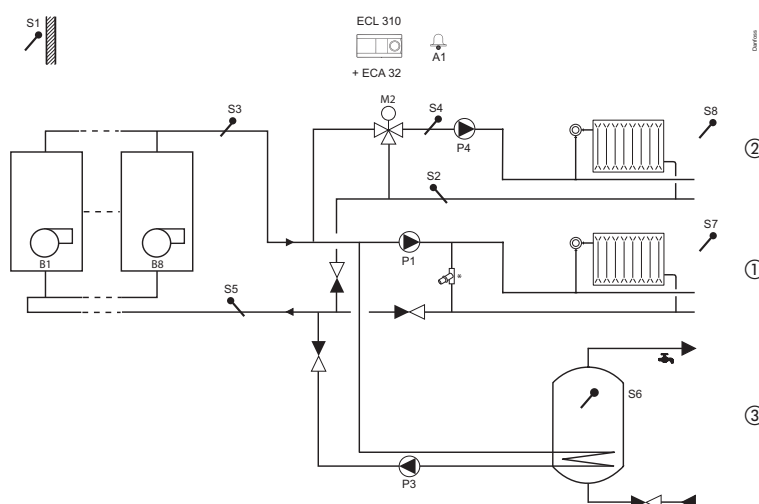 ECL 310
S1
A1
+ ECA 32
Danfoss
M2
S3
S4
S8
P4
2
S2
S7
B1
B8
P1
*
1
S5
S6
3
P3